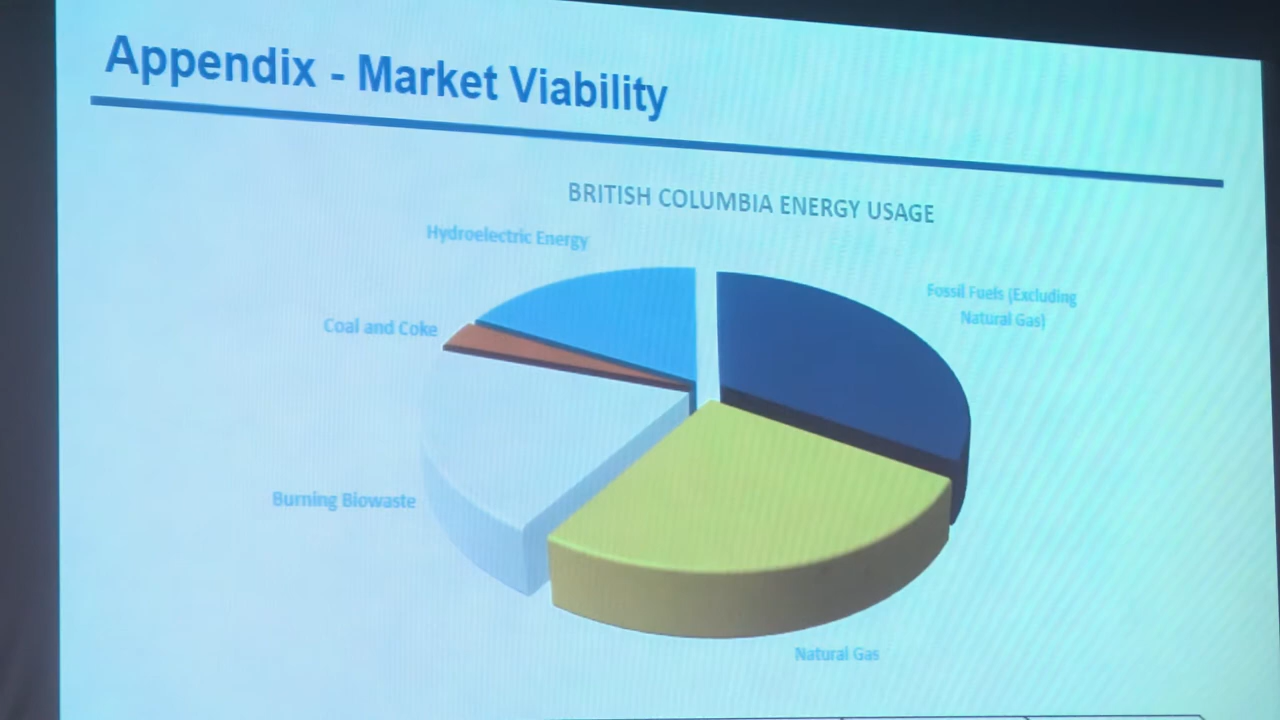 Appendix - Market Viability
BRITISH COLUMBIA ENERGY USAGE
Hydroelectric Energy
Fossil Fuels (Excluding
Natural Gas)
Coal and Coke
Burning Biowaste
Natural Gas